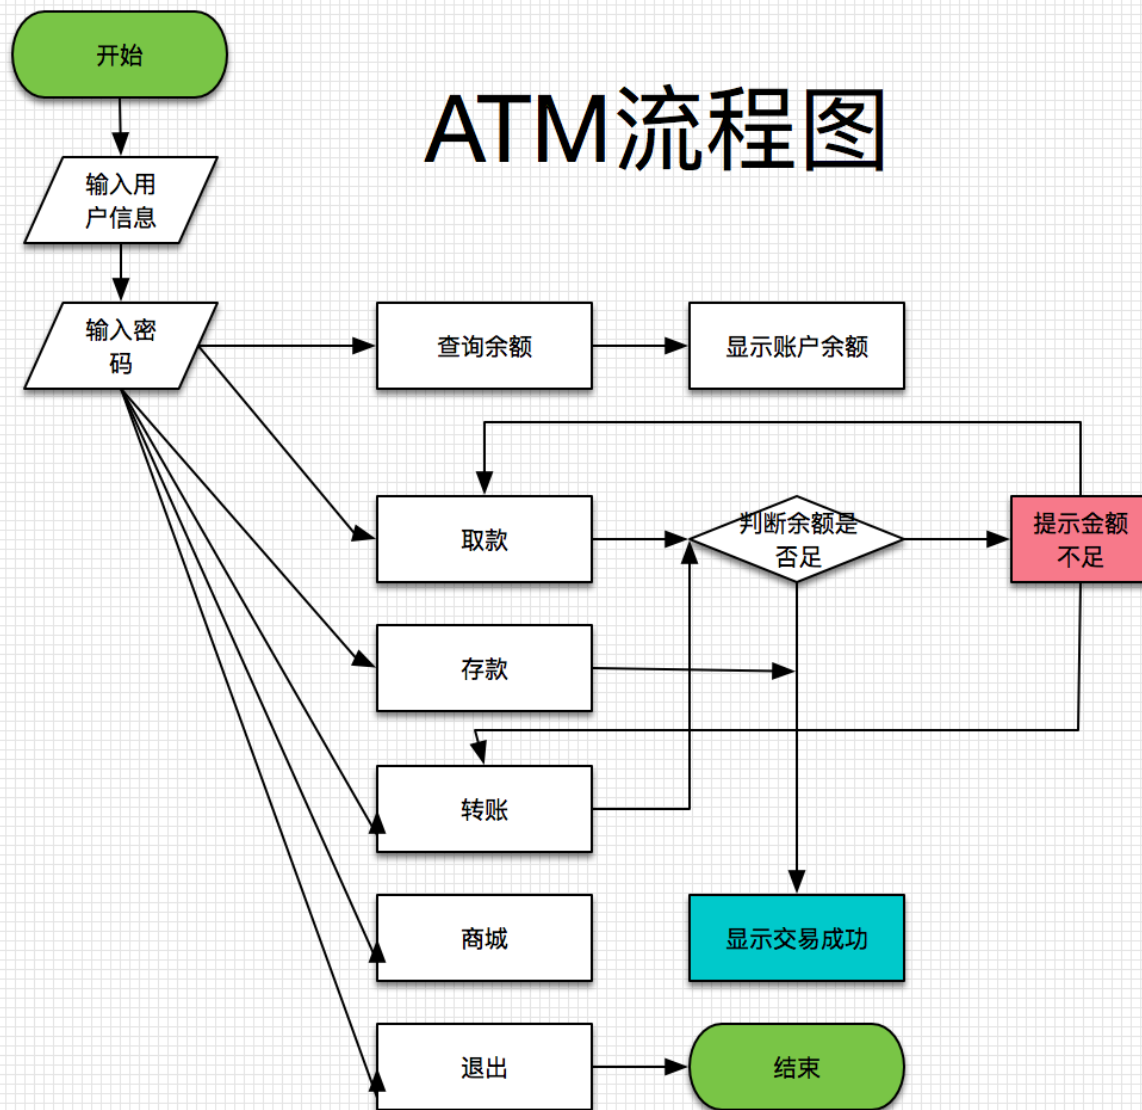 开始
ATM流程图
输入用
户信息
输入密
码
查询余额
显示账户余额
取款
判断余额是
否足
提示金额
不足
存款
转账
商城
显示交易成功
退出
结束